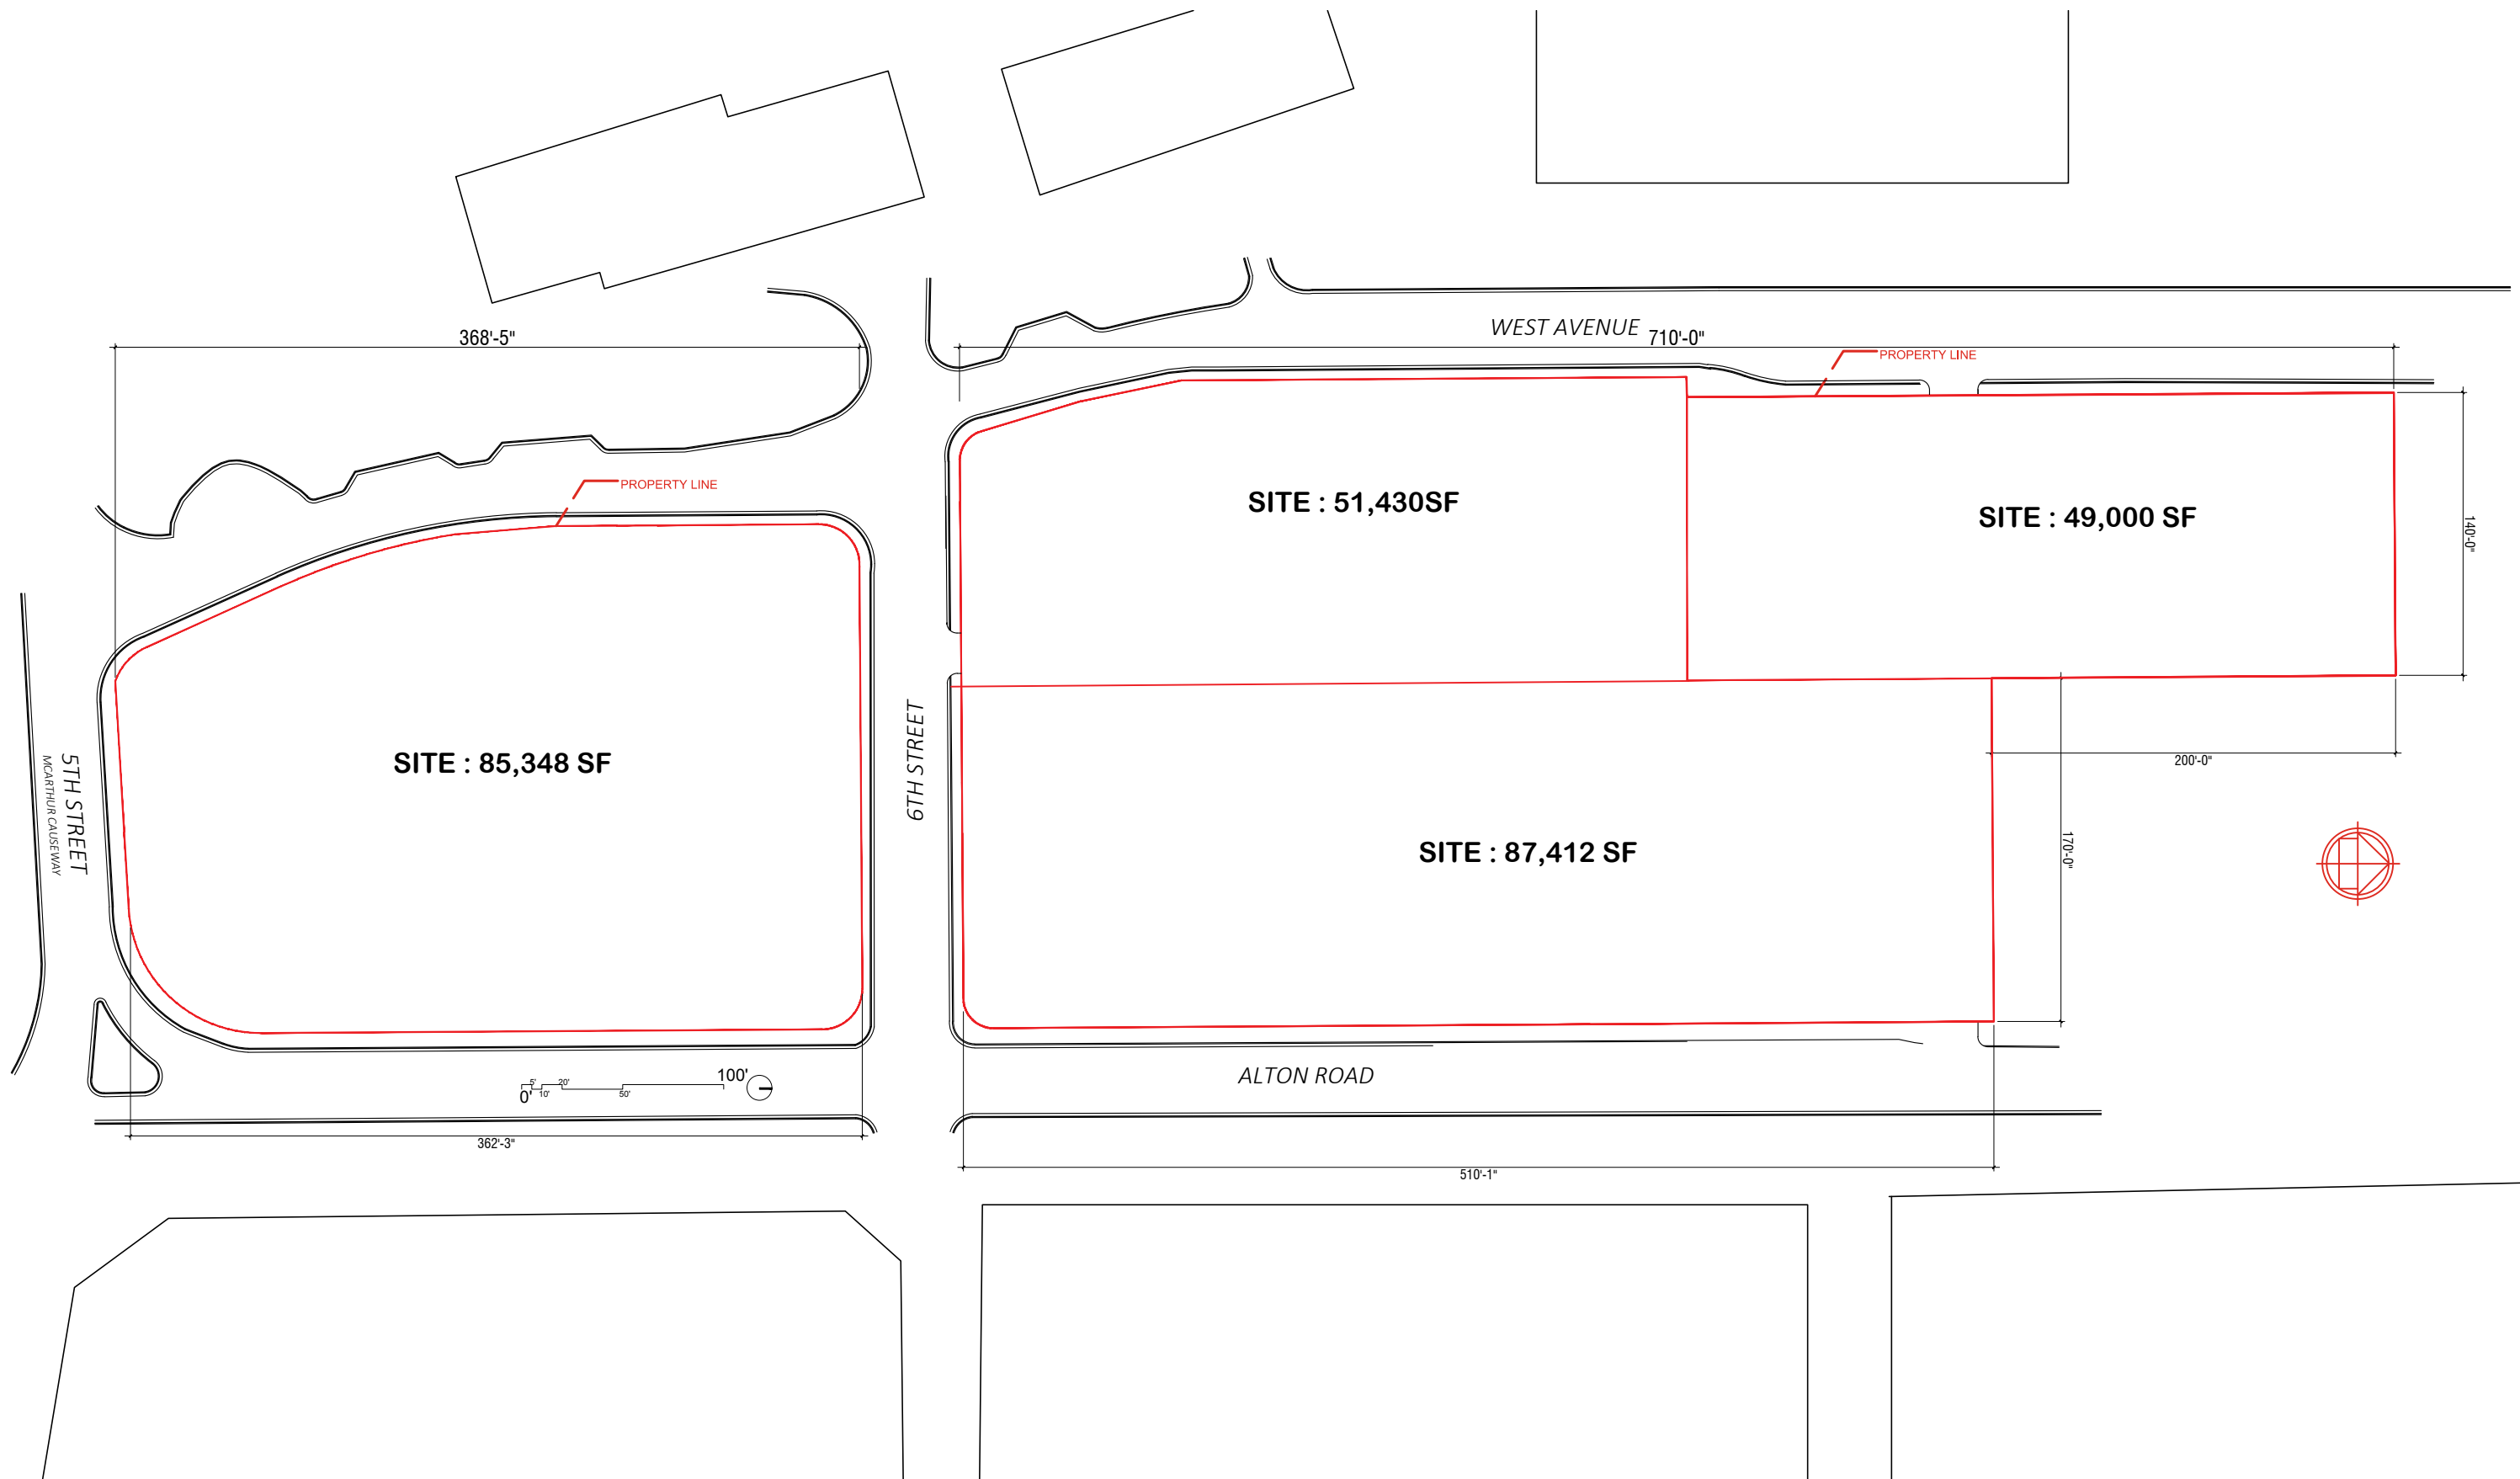 368'-5"
WEST AVENUE
710'-0"
PROPERTY LINE
PROPERTY LINE
SITE : 51,430SF
SITE : 49,000 SF
140'-0"
5TH STREET
MCARTHUR CAUSEWAY
SITE : 85,348 SF
6TH STREET
200'-0"
SITE : 87,412 SF
170'-0"
0'
5'
10'
20'
50'
100'
ALTON ROAD
362'-3"
510'-1"